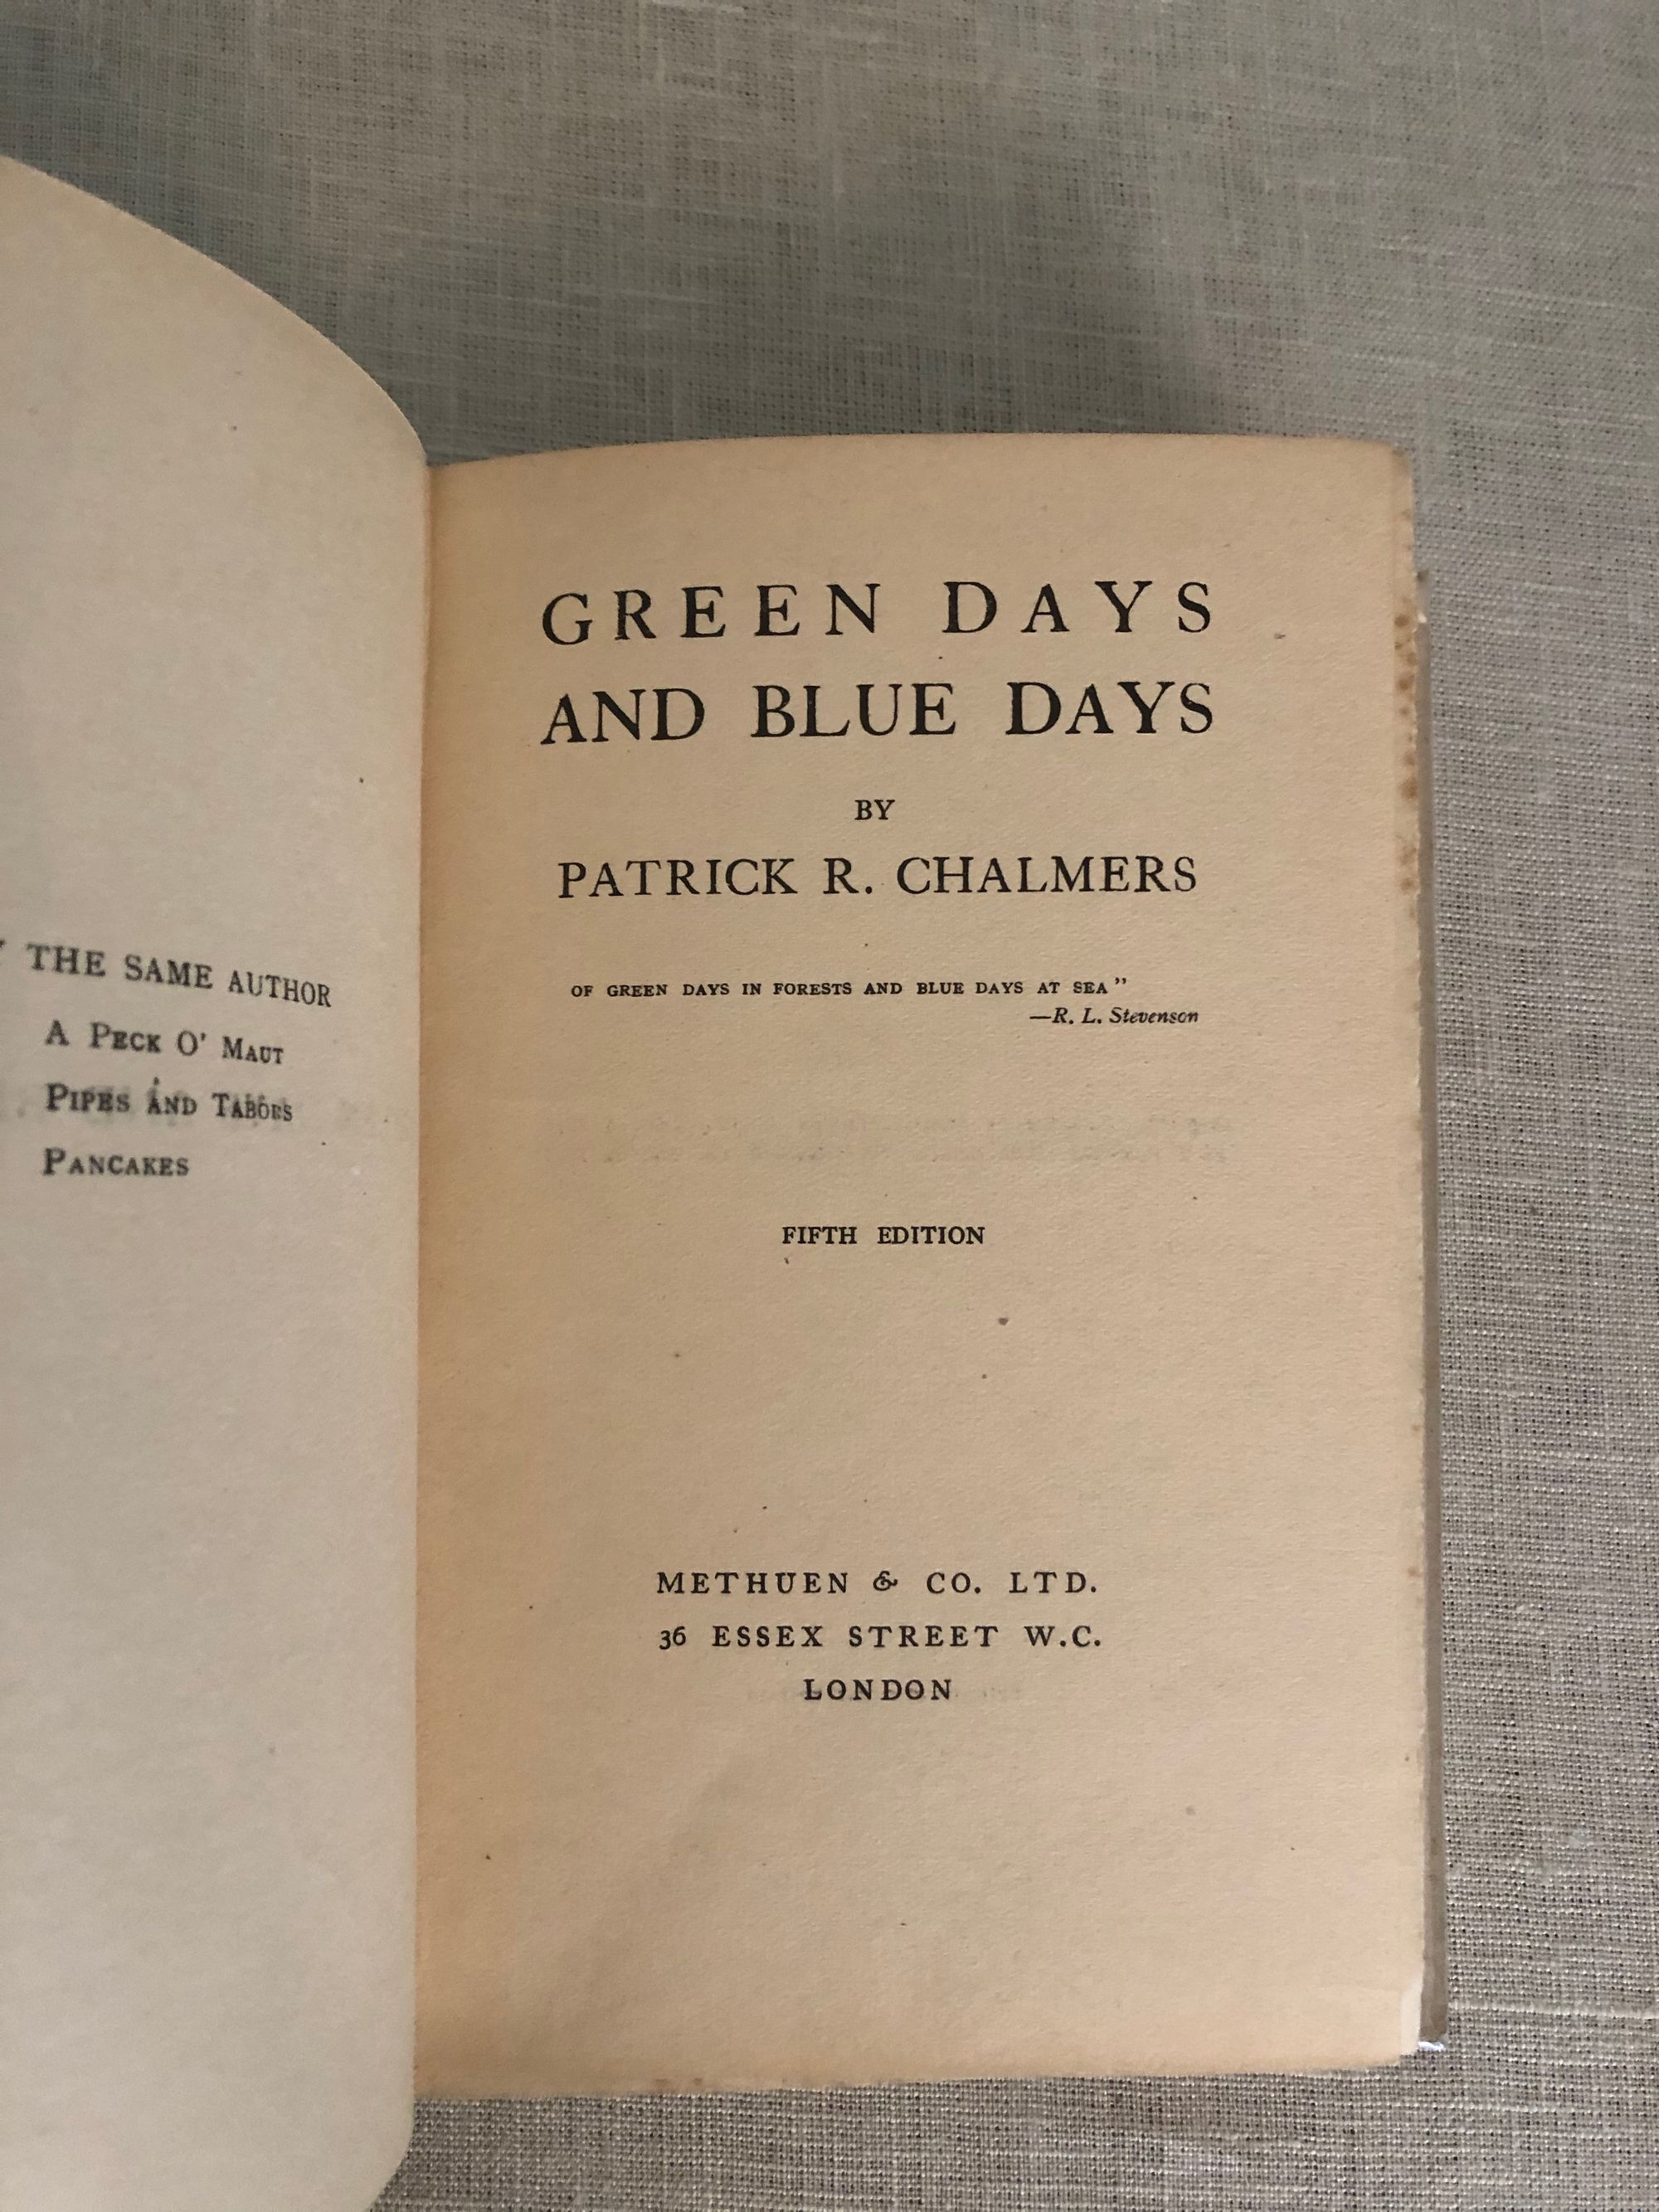 THE SAME AUTHOR
A PECK O' MAUT
PIPES AND TABORS
PANCAKES
GREEN DAYS
AND BLUE DAYS
BY
PATRICK R. CHALMERS
OF GREEN DAYS IN FORESTS AND BLUE DAYS AT SEA”
—R. L. Stevenson
FIFTH EDITION
METHUEN & CO. LTD.
36 ESSEX STREET W.C.
LONDON